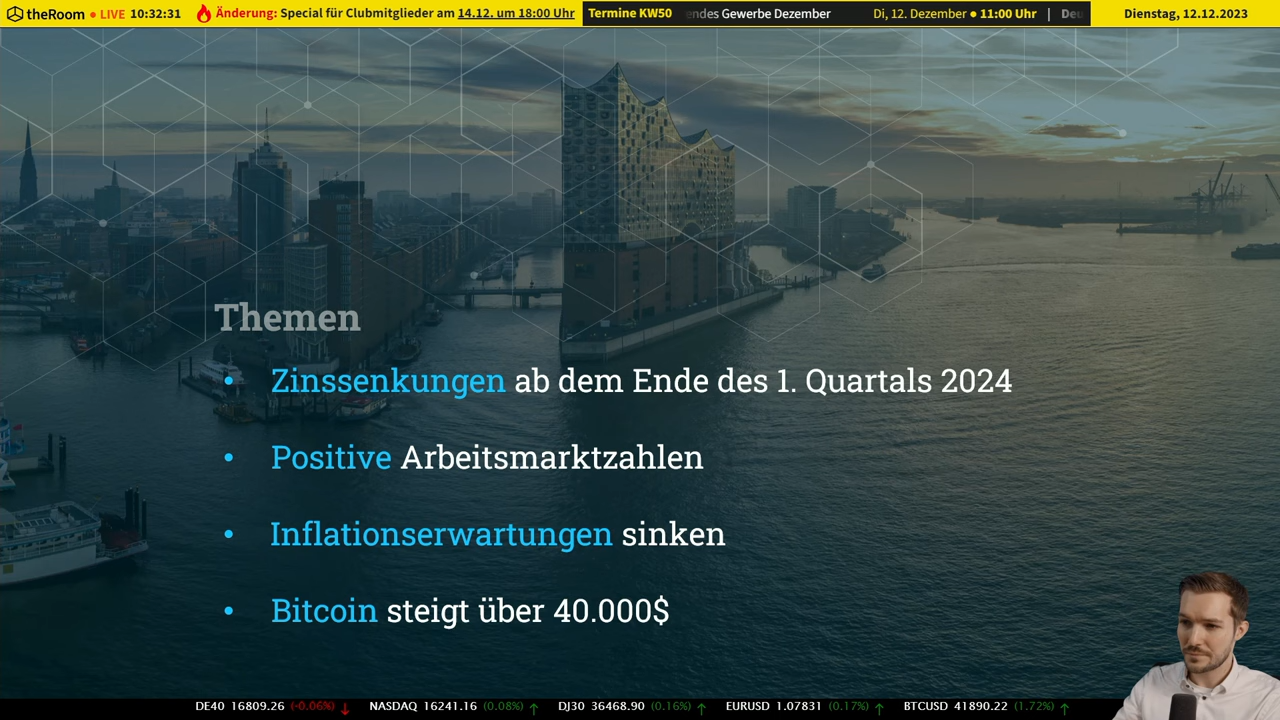 theRoom ● LIVE 10:32:31 Änderung: Special für Clubmitglieder am 14.12. um 18:00 Uhr Termine KW50 endes Gewerbe Dezember Di, 12. Dezember ● 11:00 Uhr | Deu Dienstag, 12.12.2023
Themen
• Zinssenkungen ab dem Ende des 1. Quartals 2024
• Positive Arbeitsmarktzahlen
• Inflationserwartungen sinken
• Bitcoin steigt über 40.000$
DE40 16809.26 (-0.06%) ↓ NASDAQ 16241.16 (0.08%) ↑ DJ30 36468.90 (0.16%) ↑ EURUSD 1.07831 (0.17%) ↑ BTCUSD 41890.22 (1.72%) ↑